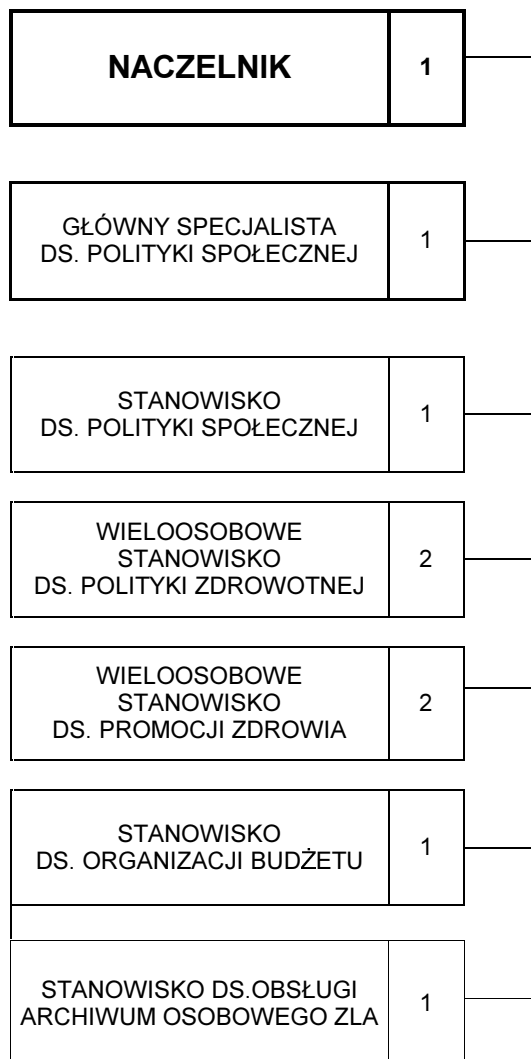 NACZELNIK 1
GŁÓWNY SPECJALISTA
DS. POLITYKI SPOŁECZNEJ 1
STANOWISKO
DS. POLITYKI SPOŁECZNEJ 1
WIELOOSOBOWE
STANOWISKO
DS. POLITYKI ZDROWOTNEJ 2
WIELOOSOBOWE
STANOWISKO
DS. PROMOCJI ZDROWIA 2
STANOWISKO
DS. ORGANIZACJI BUDŻETU 1
STANOWISKO DS.OBSŁUGI
ARCHIWUM OSOBOWEGO ZLA 1